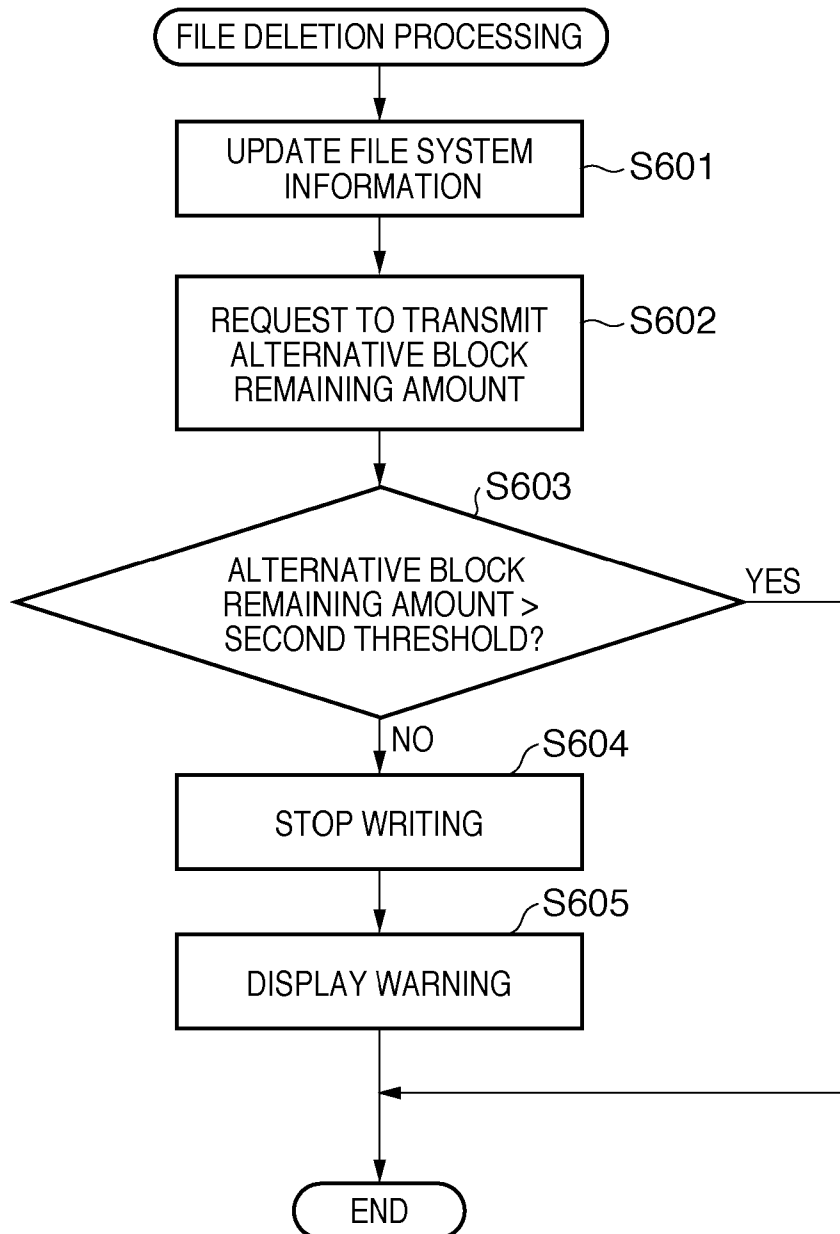 FILE DELETION PROCESSING
UPDATE FILE SYSTEM
INFORMATION
S601
REQUEST TO TRANSMIT
ALTERNATIVE BLOCK
REMAINING AMOUNT
S602
S603
ALTERNATIVE BLOCK
REMAINING AMOUNT >
SECOND THRESHOLD?
YES
NO
S604
STOP WRITING
S605
DISPLAY WARNING
END